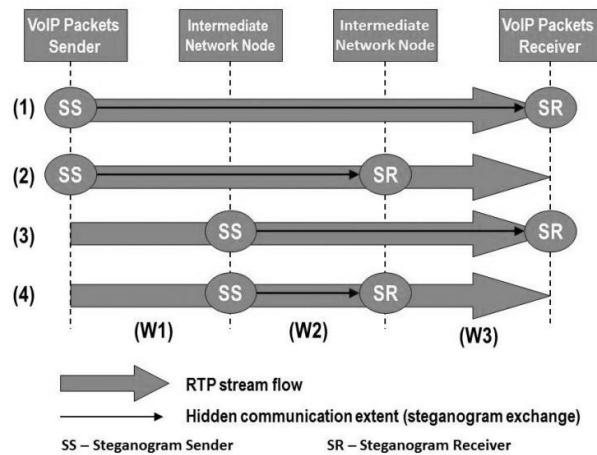 VoIP Packets
Sender
Intermediate
Network Node
Intermediate
Network Node
VoIP Packets
Receiver
(1)
SS
SR
(2)
SS
SR
(3)
SS
SR
(4)
SS
SR
(W1)
(W2)
(W3)
RTP stream flow
Hidden communication extent (steganogram exchange)
SS – Steganogram Sender
SR – Steganogram Receiver